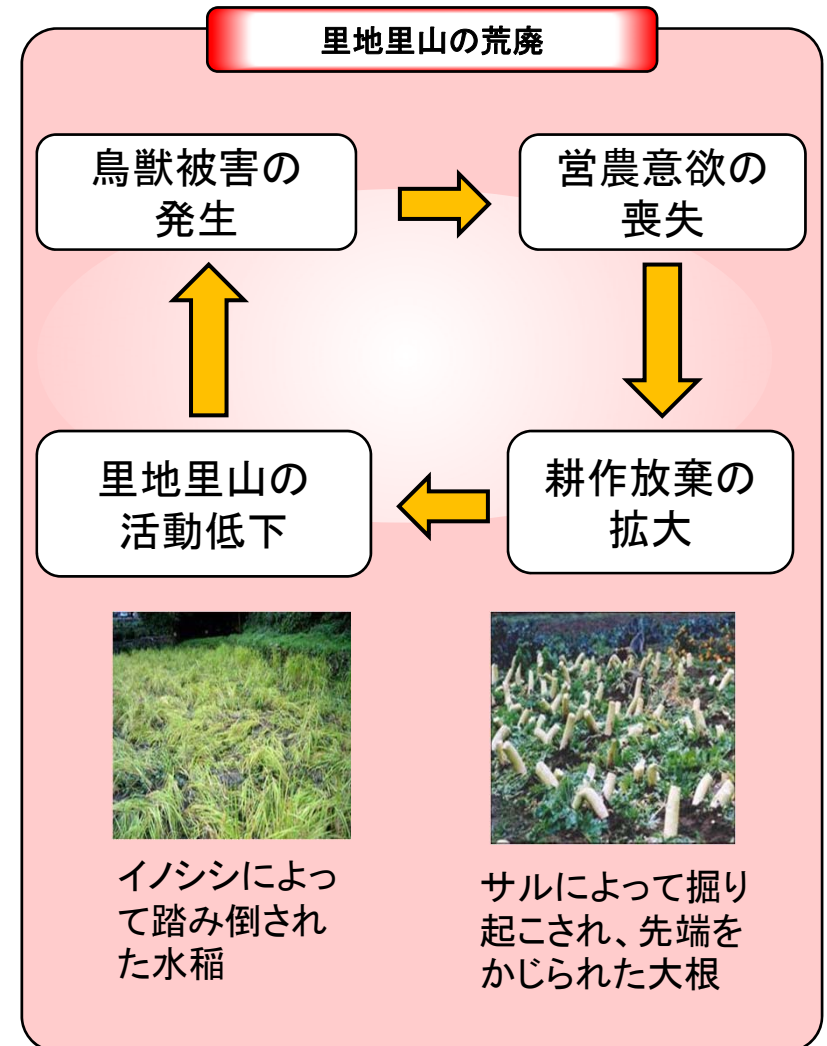 里地里山の荒廃
鳥獣被害の
発生
営農意欲の
喪失
里地里山の
活動低下
耕作放棄の
拡大
イノシシによっ
て踏み倒され
た水稲
サルによって掘り
起こされ、先端を
かじられた大根